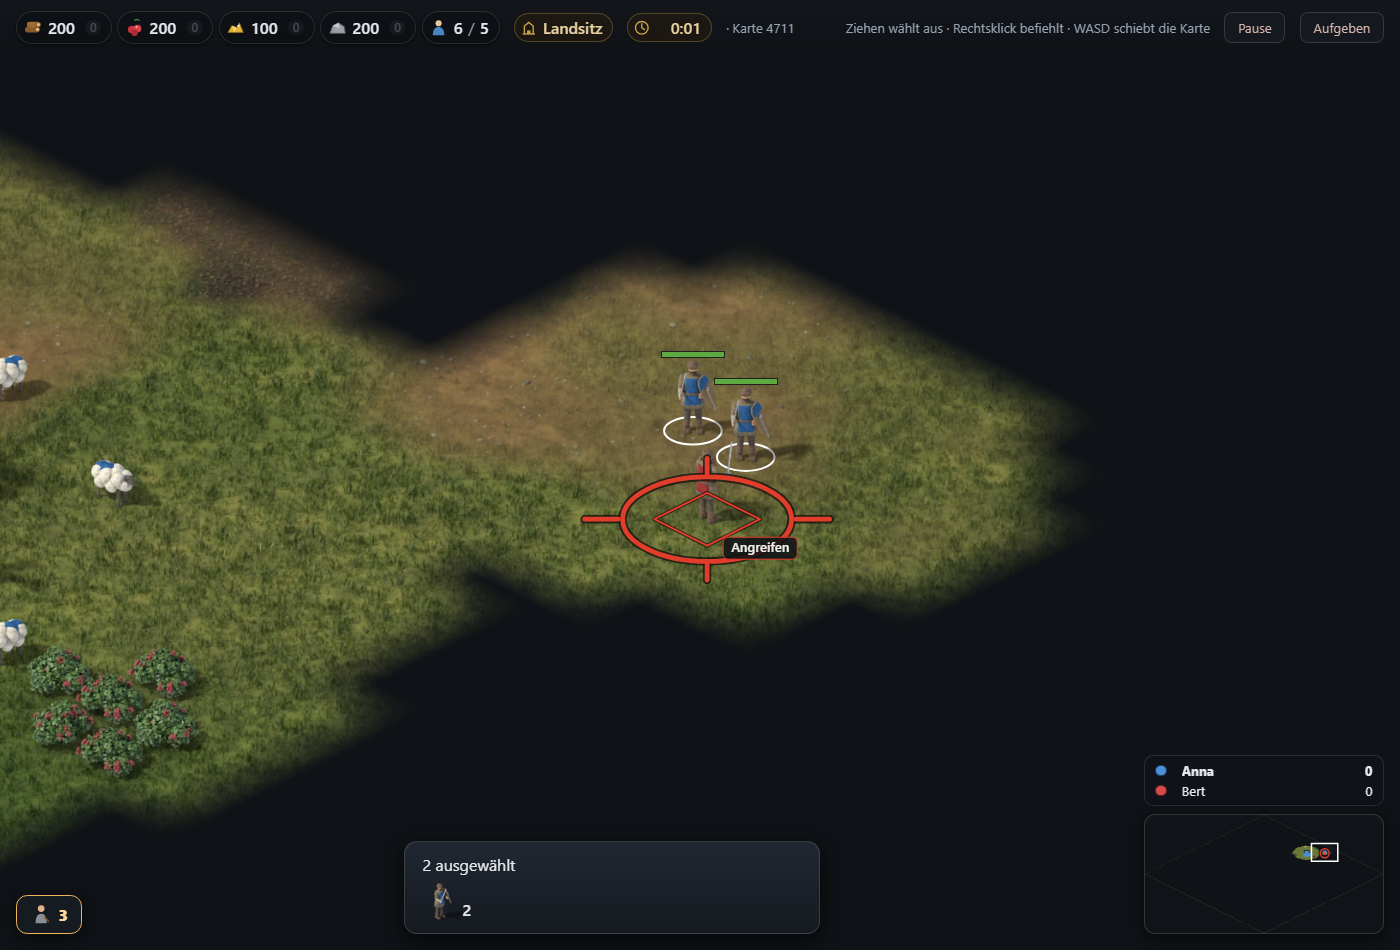 200 0 200 0 100 0 200 0 6 / 5 Landsitz 0:01 · Karte 4711 Ziehen wählt aus · Rechtsklick befiehlt · WASD schiebt die Karte Pause Aufgeben
Angreifen
Anna 0
Bert 0
2 ausgewählt
2
3